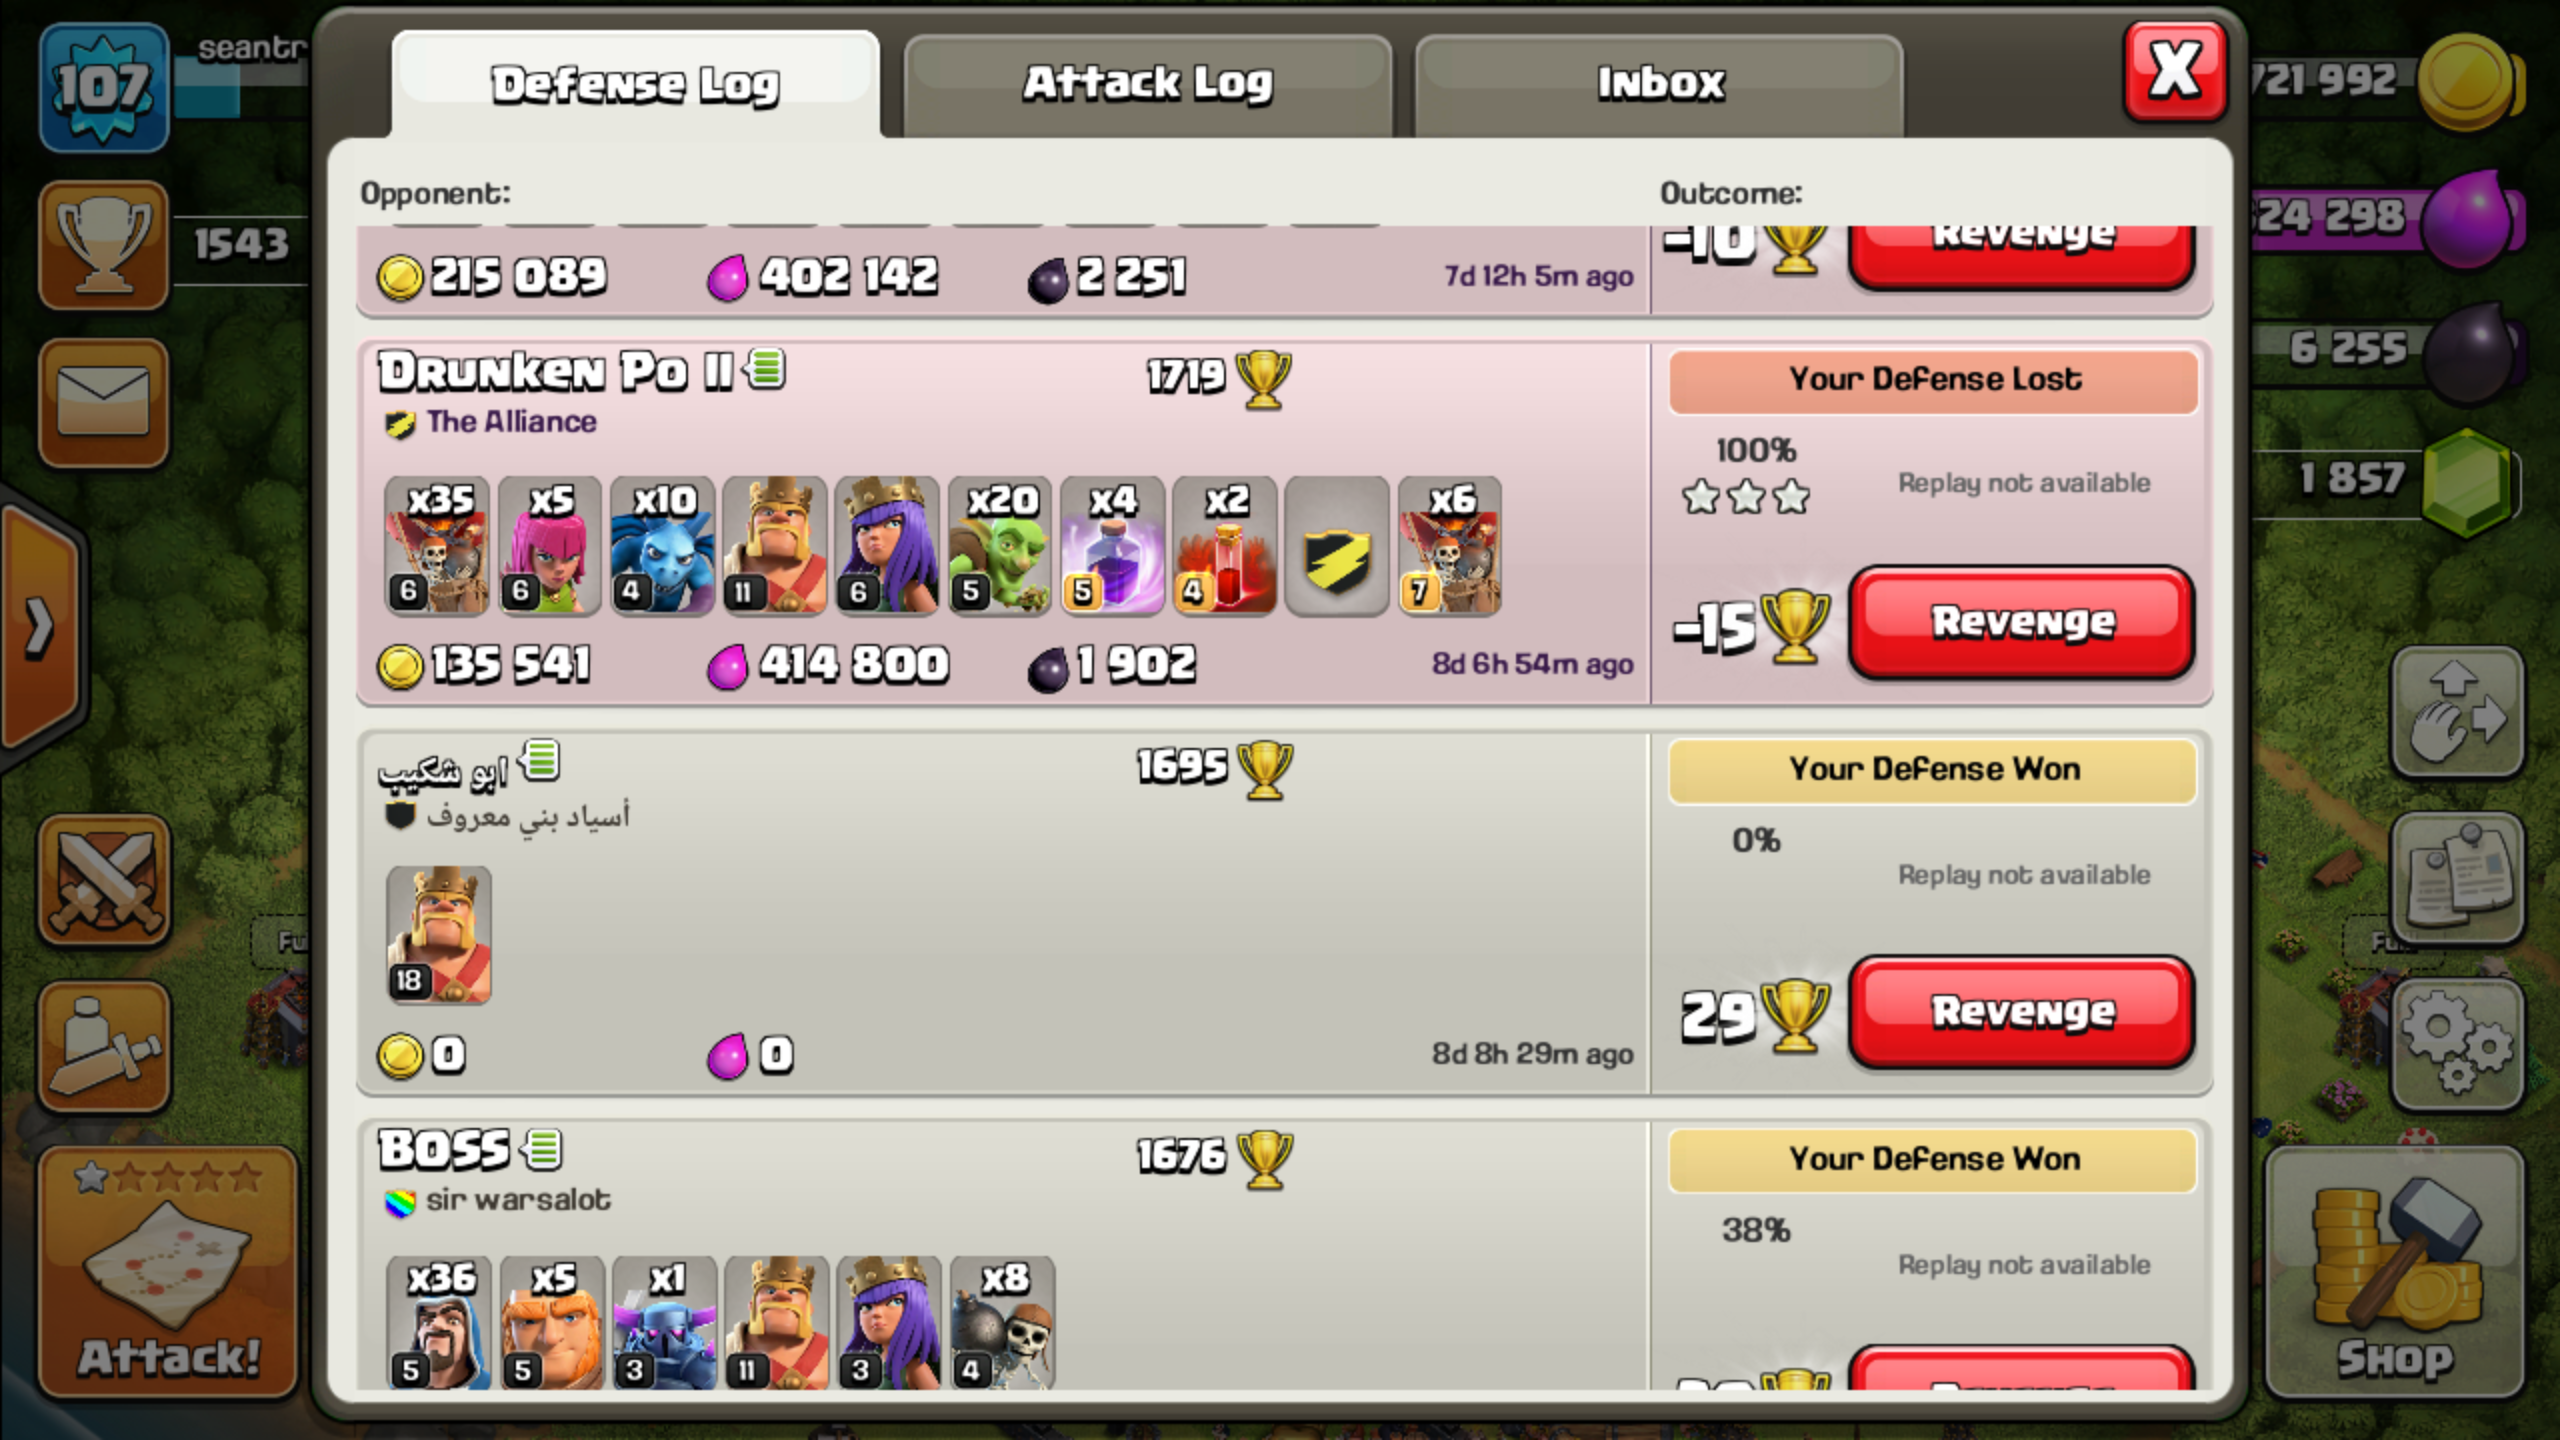 107
seantr
1543
Defense Log
Attack Log
Inbox
X
721 992
24 298
6 255
1 857
Opponent:
Outcome:
215 089
402 142
2 251
7d 12h 5m ago
-10
Revenge
Drunken Po II
The Alliance
1719
Your Defense Lost
100%
Replay not available
x35
x5
x10
x20
x4
x2
x6
6
6
4
11
6
5
5
4
7
135 541
414 800
1 902
8d 6h 54m ago
-15
Revenge
ابو شكيب
أسياد بني معروف
1695
Your Defense Won
0%
Replay not available
18
0
0
8d 8h 29m ago
29
Revenge
BOSS
sir warsalot
1676
Your Defense Won
38%
Replay not available
x36
x5
x1
x8
5
5
3
11
3
4
Attack!
Shop